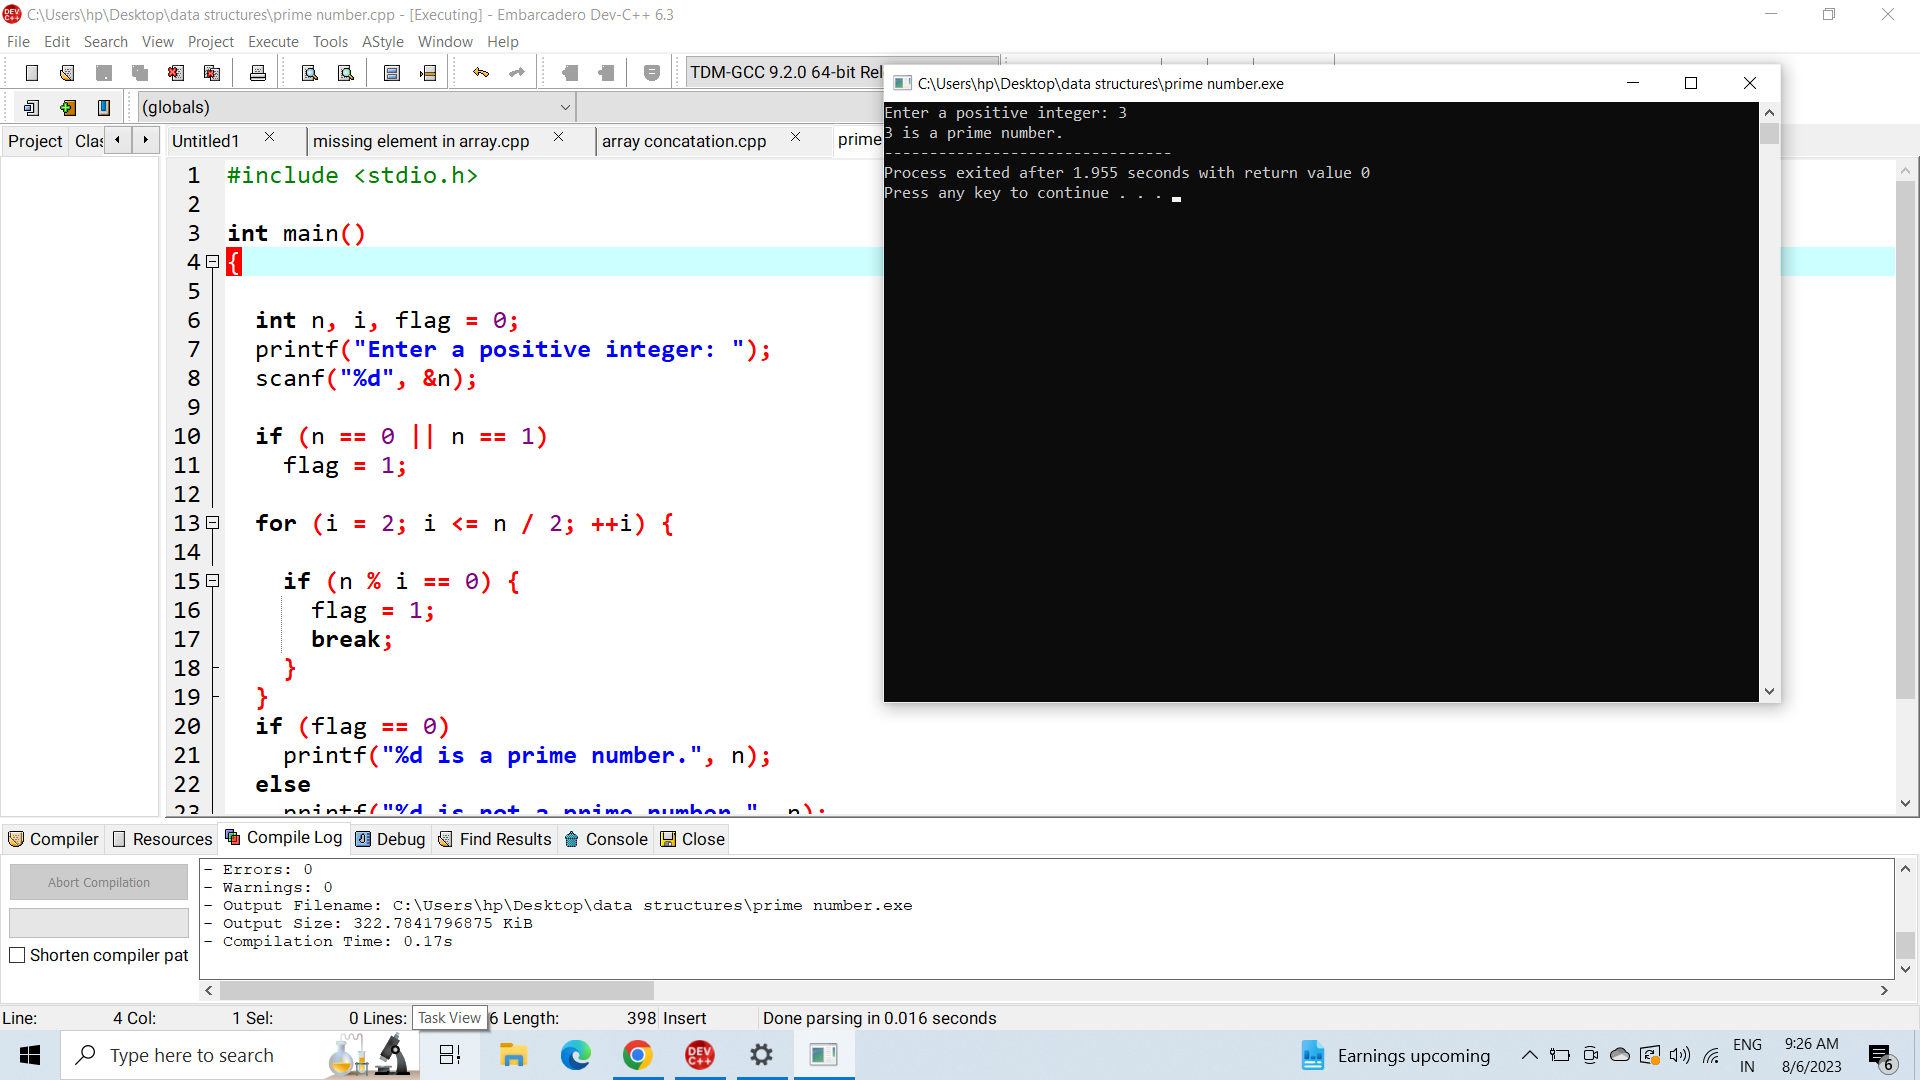 C:\Users\hp\Desktop\data structures\prime number.cpp - [Executing] - Embarcadero Dev-C++ 6.3
File Edit Search View Project Execute Tools AStyle Window Help
TDM-GCC 9.2.0 64-bit Rel
(globals)
Project Clas Untitled1 missing element in array.cpp array concatation.cpp prime
1 #include <stdio.h>
2
3 int main()
4 {
5
6 int n, i, flag = 0;
7 printf("Enter a positive integer: ");
8 scanf("%d", &n);
9
10 if (n == 0 || n == 1)
11 flag = 1;
12
13 for (i = 2; i <= n / 2; ++i) {
14
15 if (n % i == 0) {
16 flag = 1;
17 break;
18 }
19 }
20 if (flag == 0)
21 printf("%d is a prime number.", n);
22 else
23 printf("%d is not a prime number.", n);
C:\Users\hp\Desktop\data structures\prime number.exe
Enter a positive integer: 3
3 is a prime number.
--------------------------------
Process exited after 1.955 seconds with return value 0
Press any key to continue . . .
Compiler Resources Compile Log Debug Find Results Console Close
Abort Compilation
Shorten compiler pat
- Errors: 0
- Warnings: 0
- Output Filename: C:\Users\hp\Desktop\data structures\prime number.exe
- Output Size: 322.7841796875 KiB
- Compilation Time: 0.17s
Line: 4 Col: 1 Sel: 0 Lines: 6 Length: 398 Insert Done parsing in 0.016 seconds
Task View
Type here to search
DEV C++
Earnings upcoming
ENG
IN
9:26 AM
8/6/2023
6